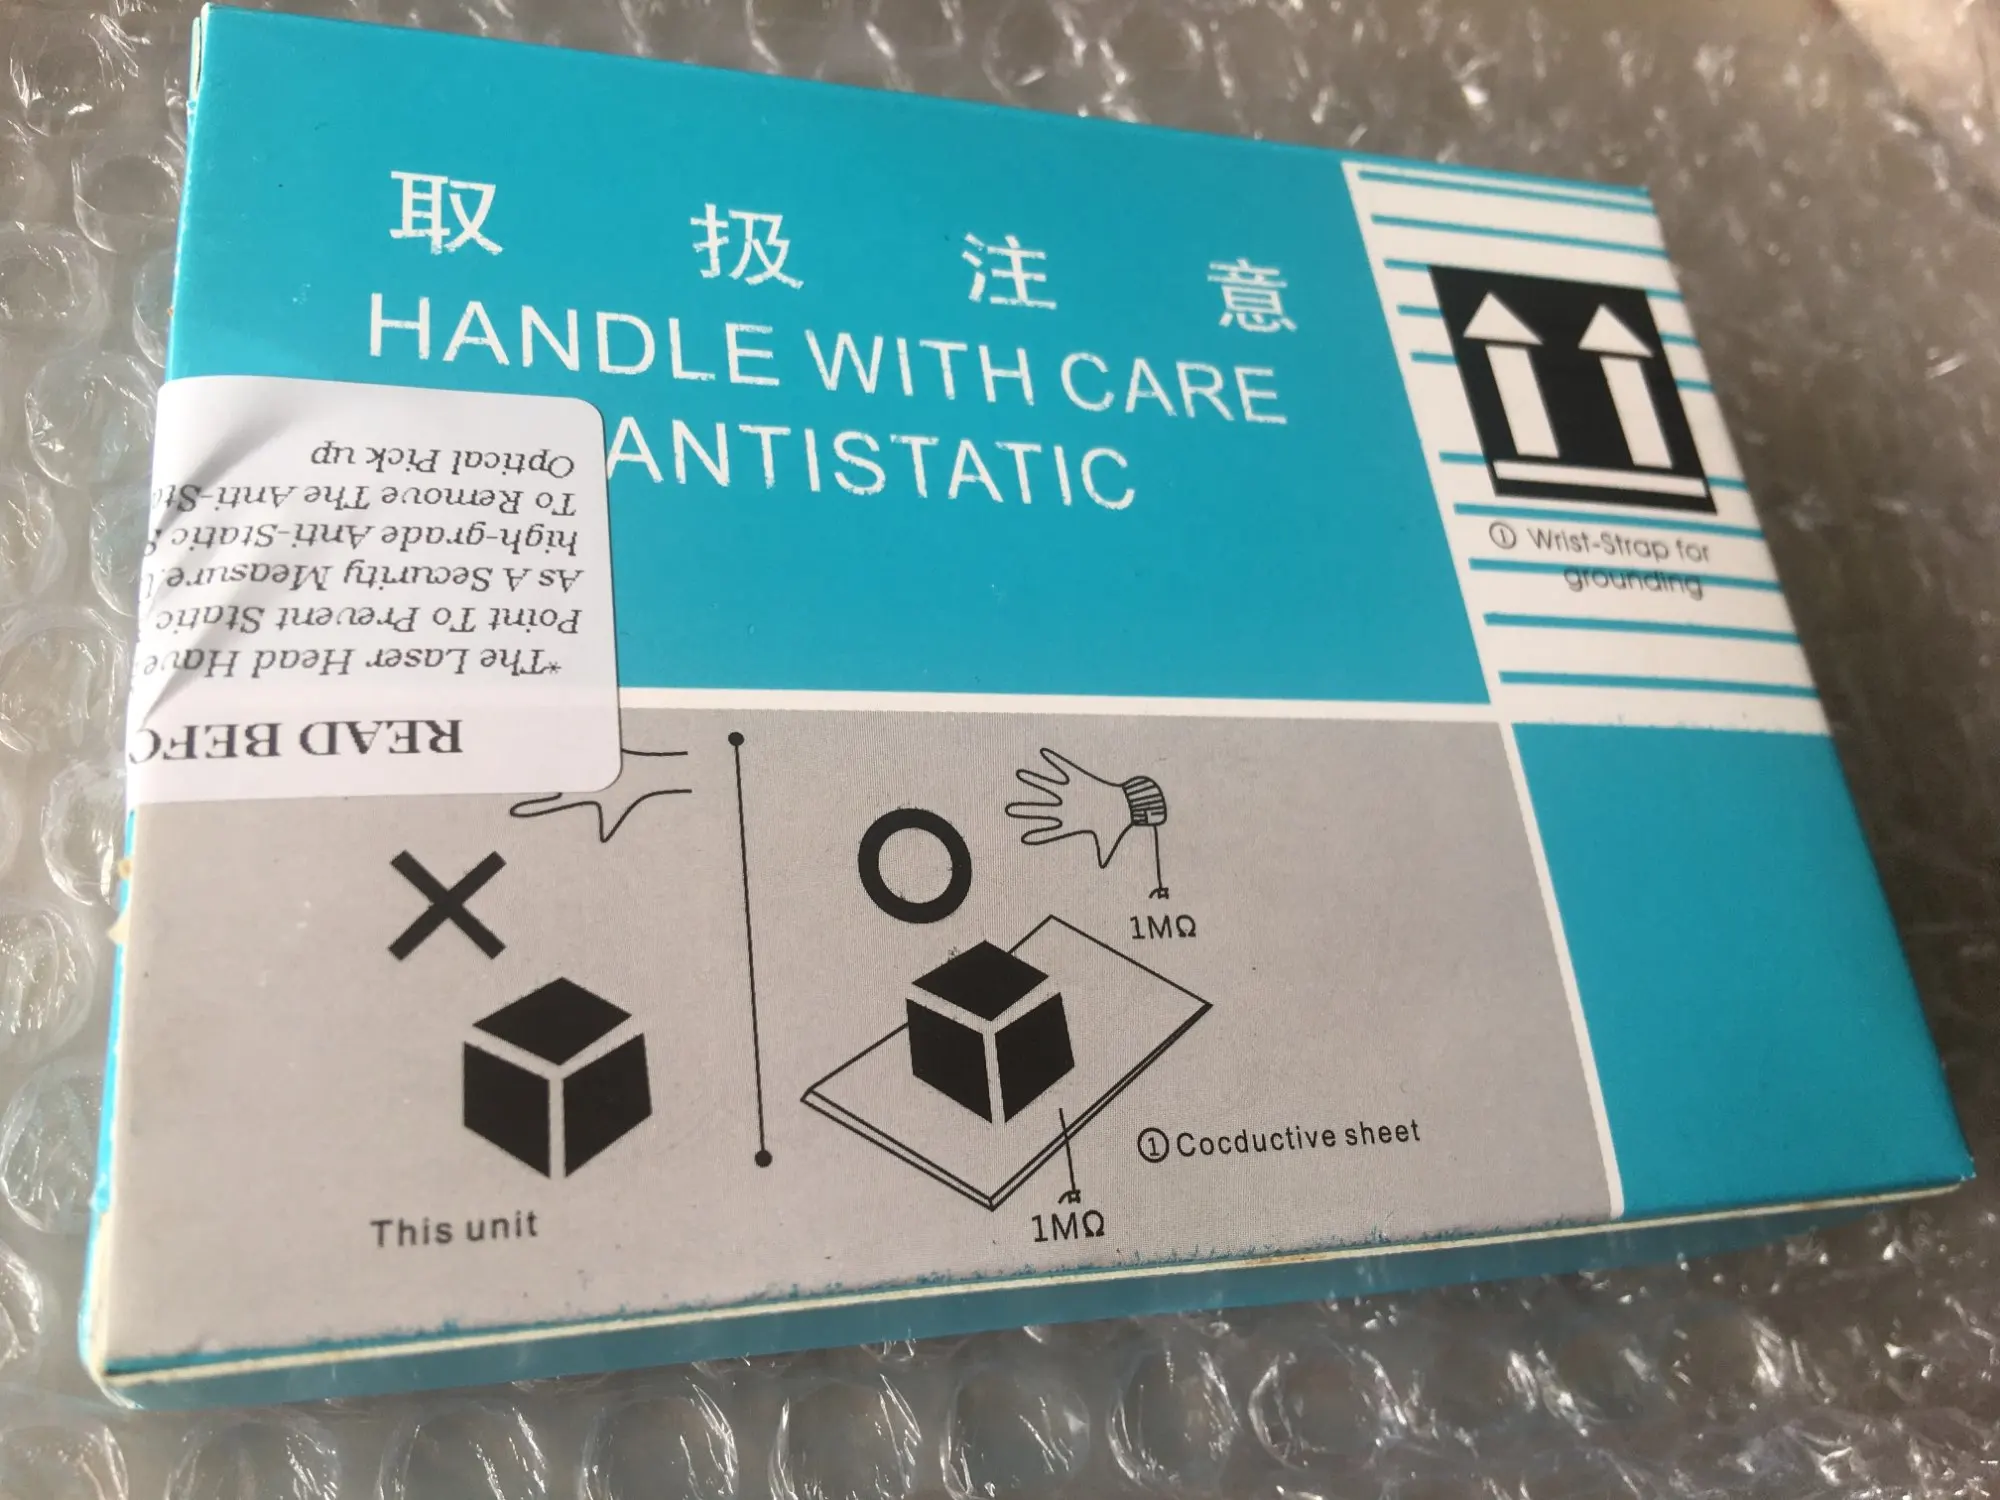 取扱注意
HANDLE WITH CARE
ANTISTATIC
① Wrist-Strap for
grounding
READ
*The Laser Head Have
Point To Prevent Static
As A Security Measure.
high-grade Anti-Static
To Remove The Anti-
Optical Pick up
1MΩ
① Cocductive sheet
1MΩ
This unit